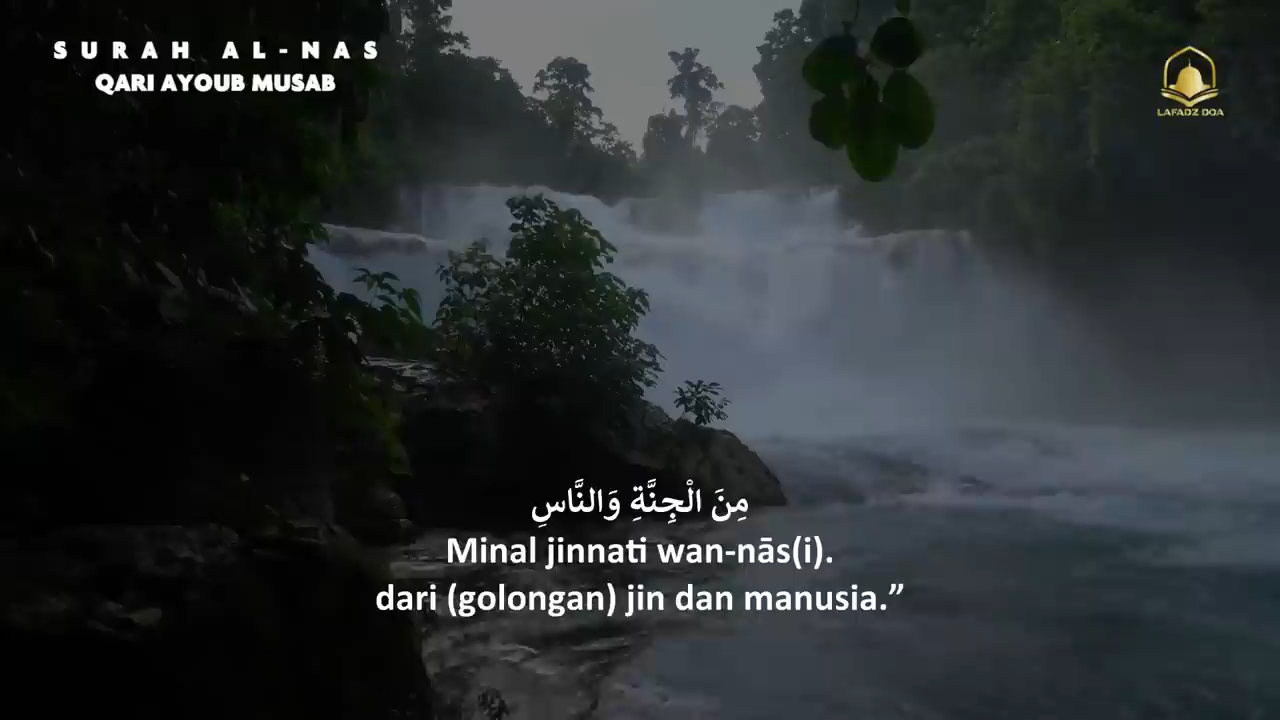 SURAH AL-NAS
QARI AYOUB MUSAB
LAFADZ DOA
مِنَ الْجِنَّةِ وَالنَّاسِ
Minal jinnati wan-nās(i).
dari (golongan) jin dan manusia.”